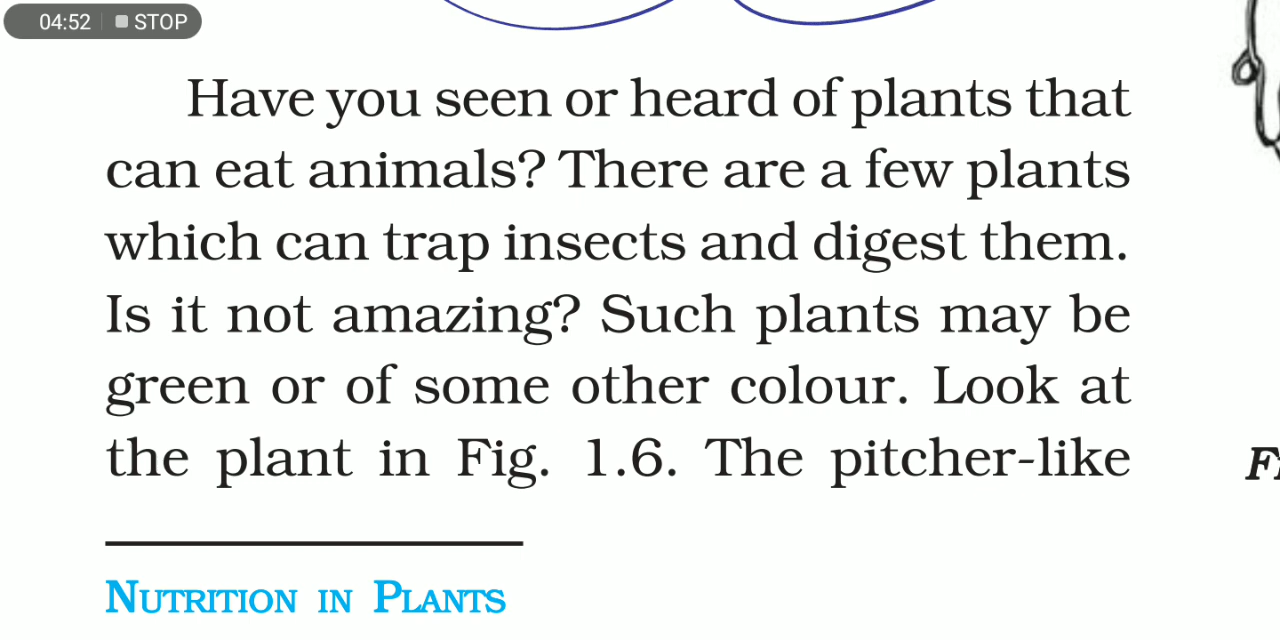 04:52 STOP
Have you seen or heard of plants that
can eat animals? There are a few plants
which can trap insects and digest them.
Is it not amazing? Such plants may be
green or of some other colour. Look at
the plant in Fig. 1.6. The pitcher-like
NUTRITION IN PLANTS